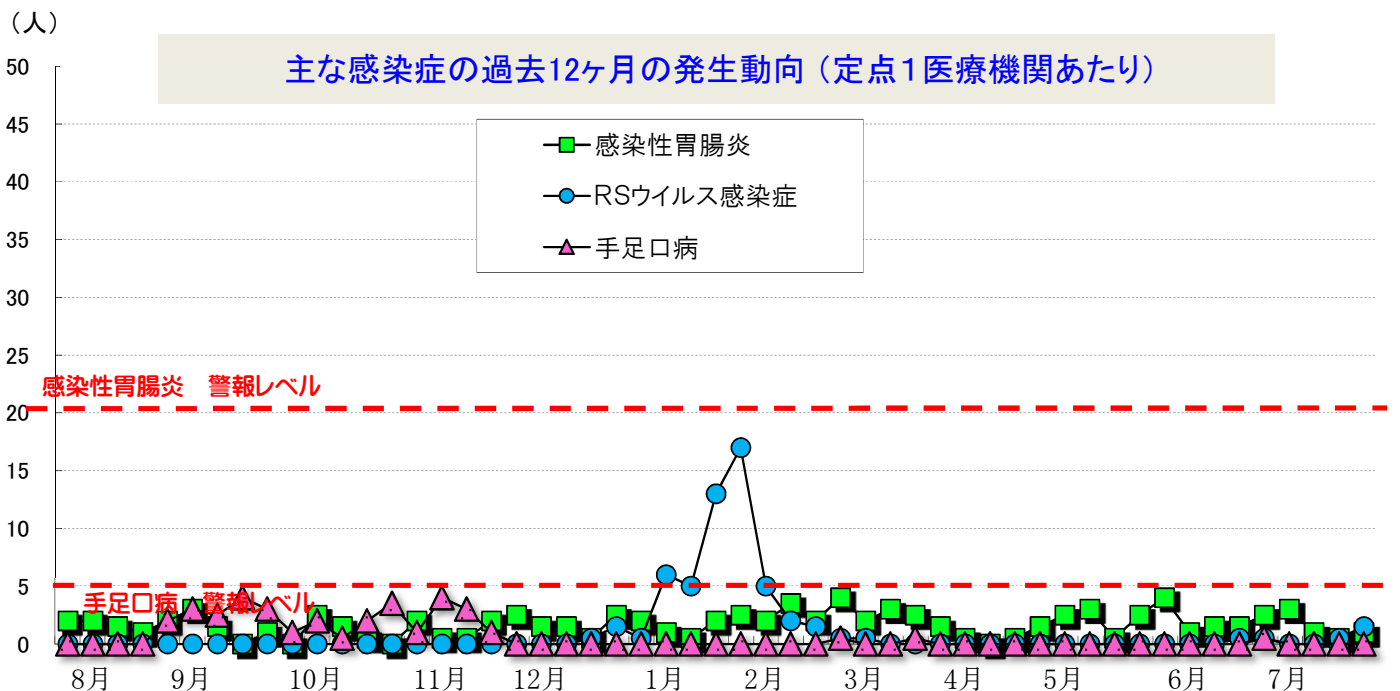 （人）
主な感染症の過去12ヶ月の発生動向（定点１医療機関あたり）
50
45
40
35
30
25
20
15
10
5
0
感染性胃腸炎
RSウイルス感染症
手足口病
感染性胃腸炎　警報レベル
手足口病　警報レベル
8月 9月 10月 11月 12月 1月 2月 3月 4月 5月 6月 7月